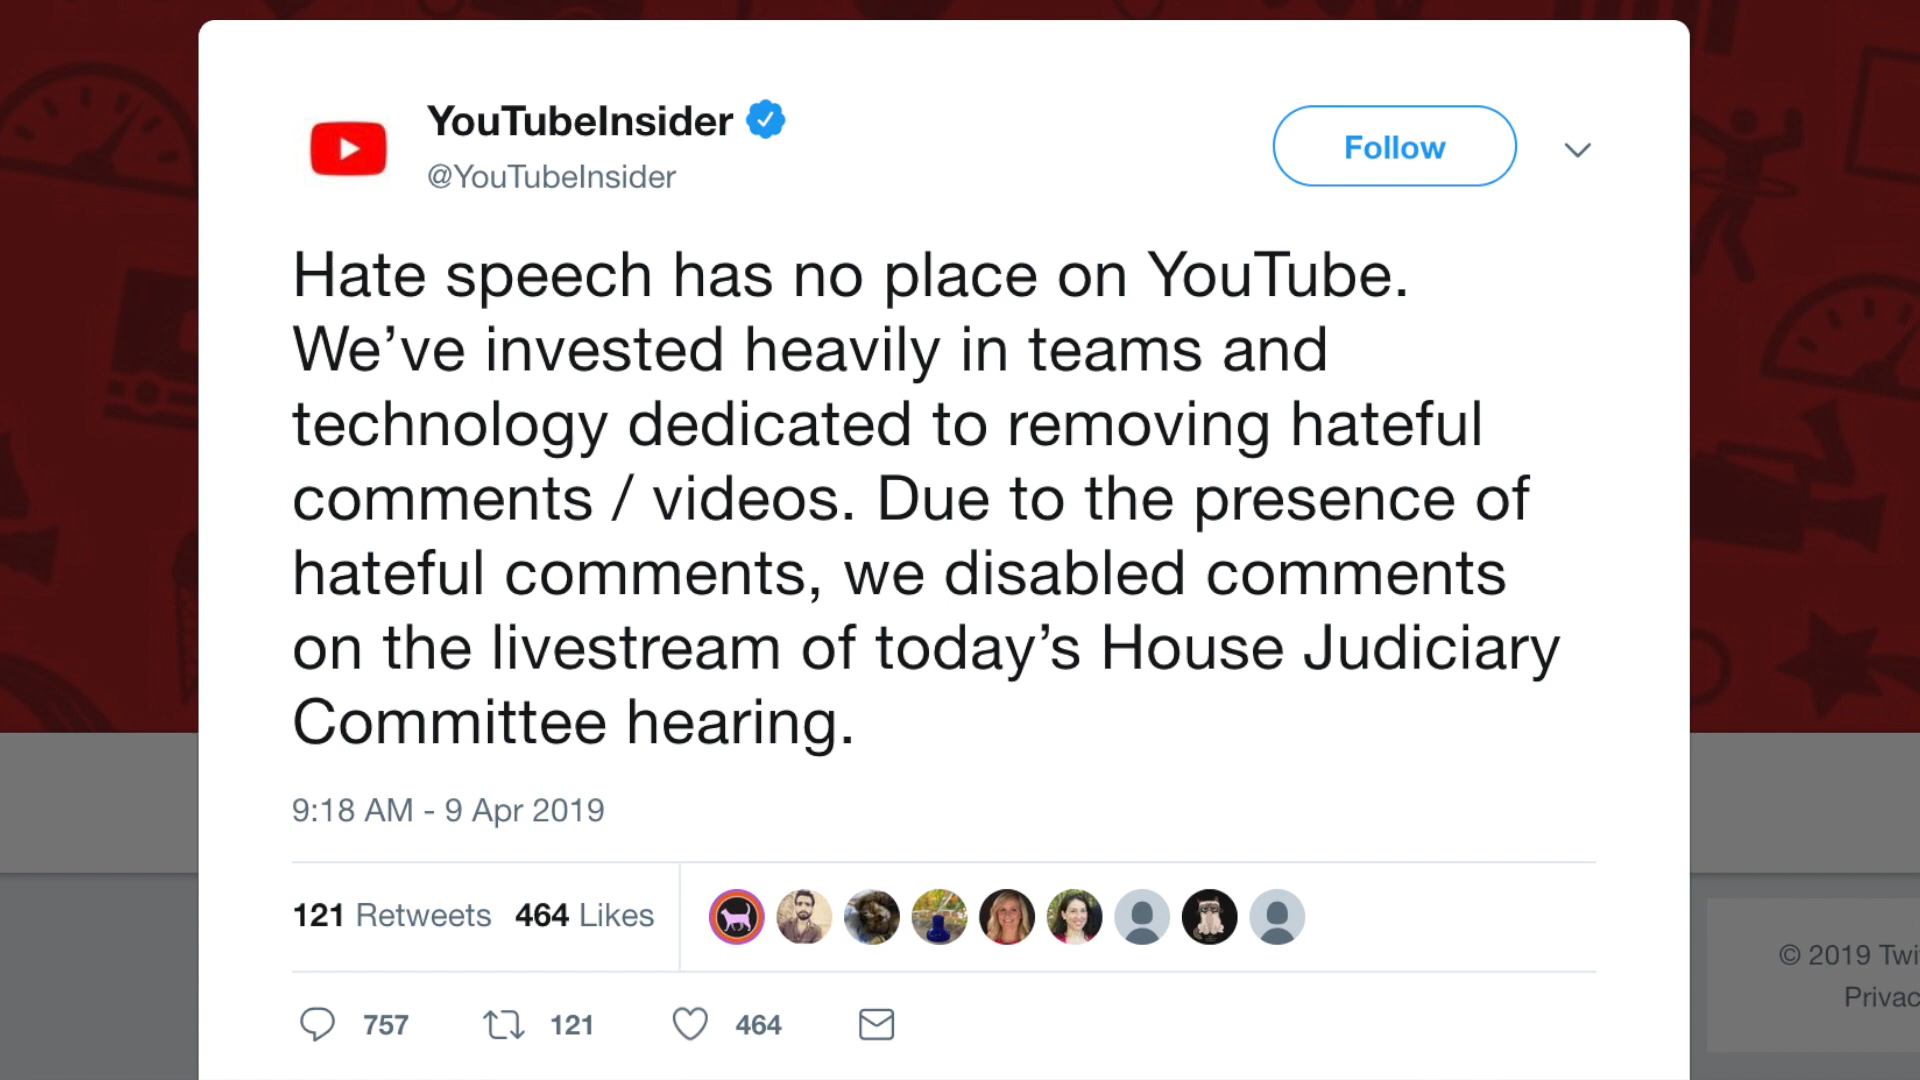 YouTubeInsider
@YouTubeInsider
Follow
Hate speech has no place on YouTube.
We’ve invested heavily in teams and
technology dedicated to removing hateful
comments / videos. Due to the presence of
hateful comments, we disabled comments
on the livestream of today’s House Judiciary
Committee hearing.
9:18 AM - 9 Apr 2019
121 Retweets 464 Likes
757 121 464
© 2019